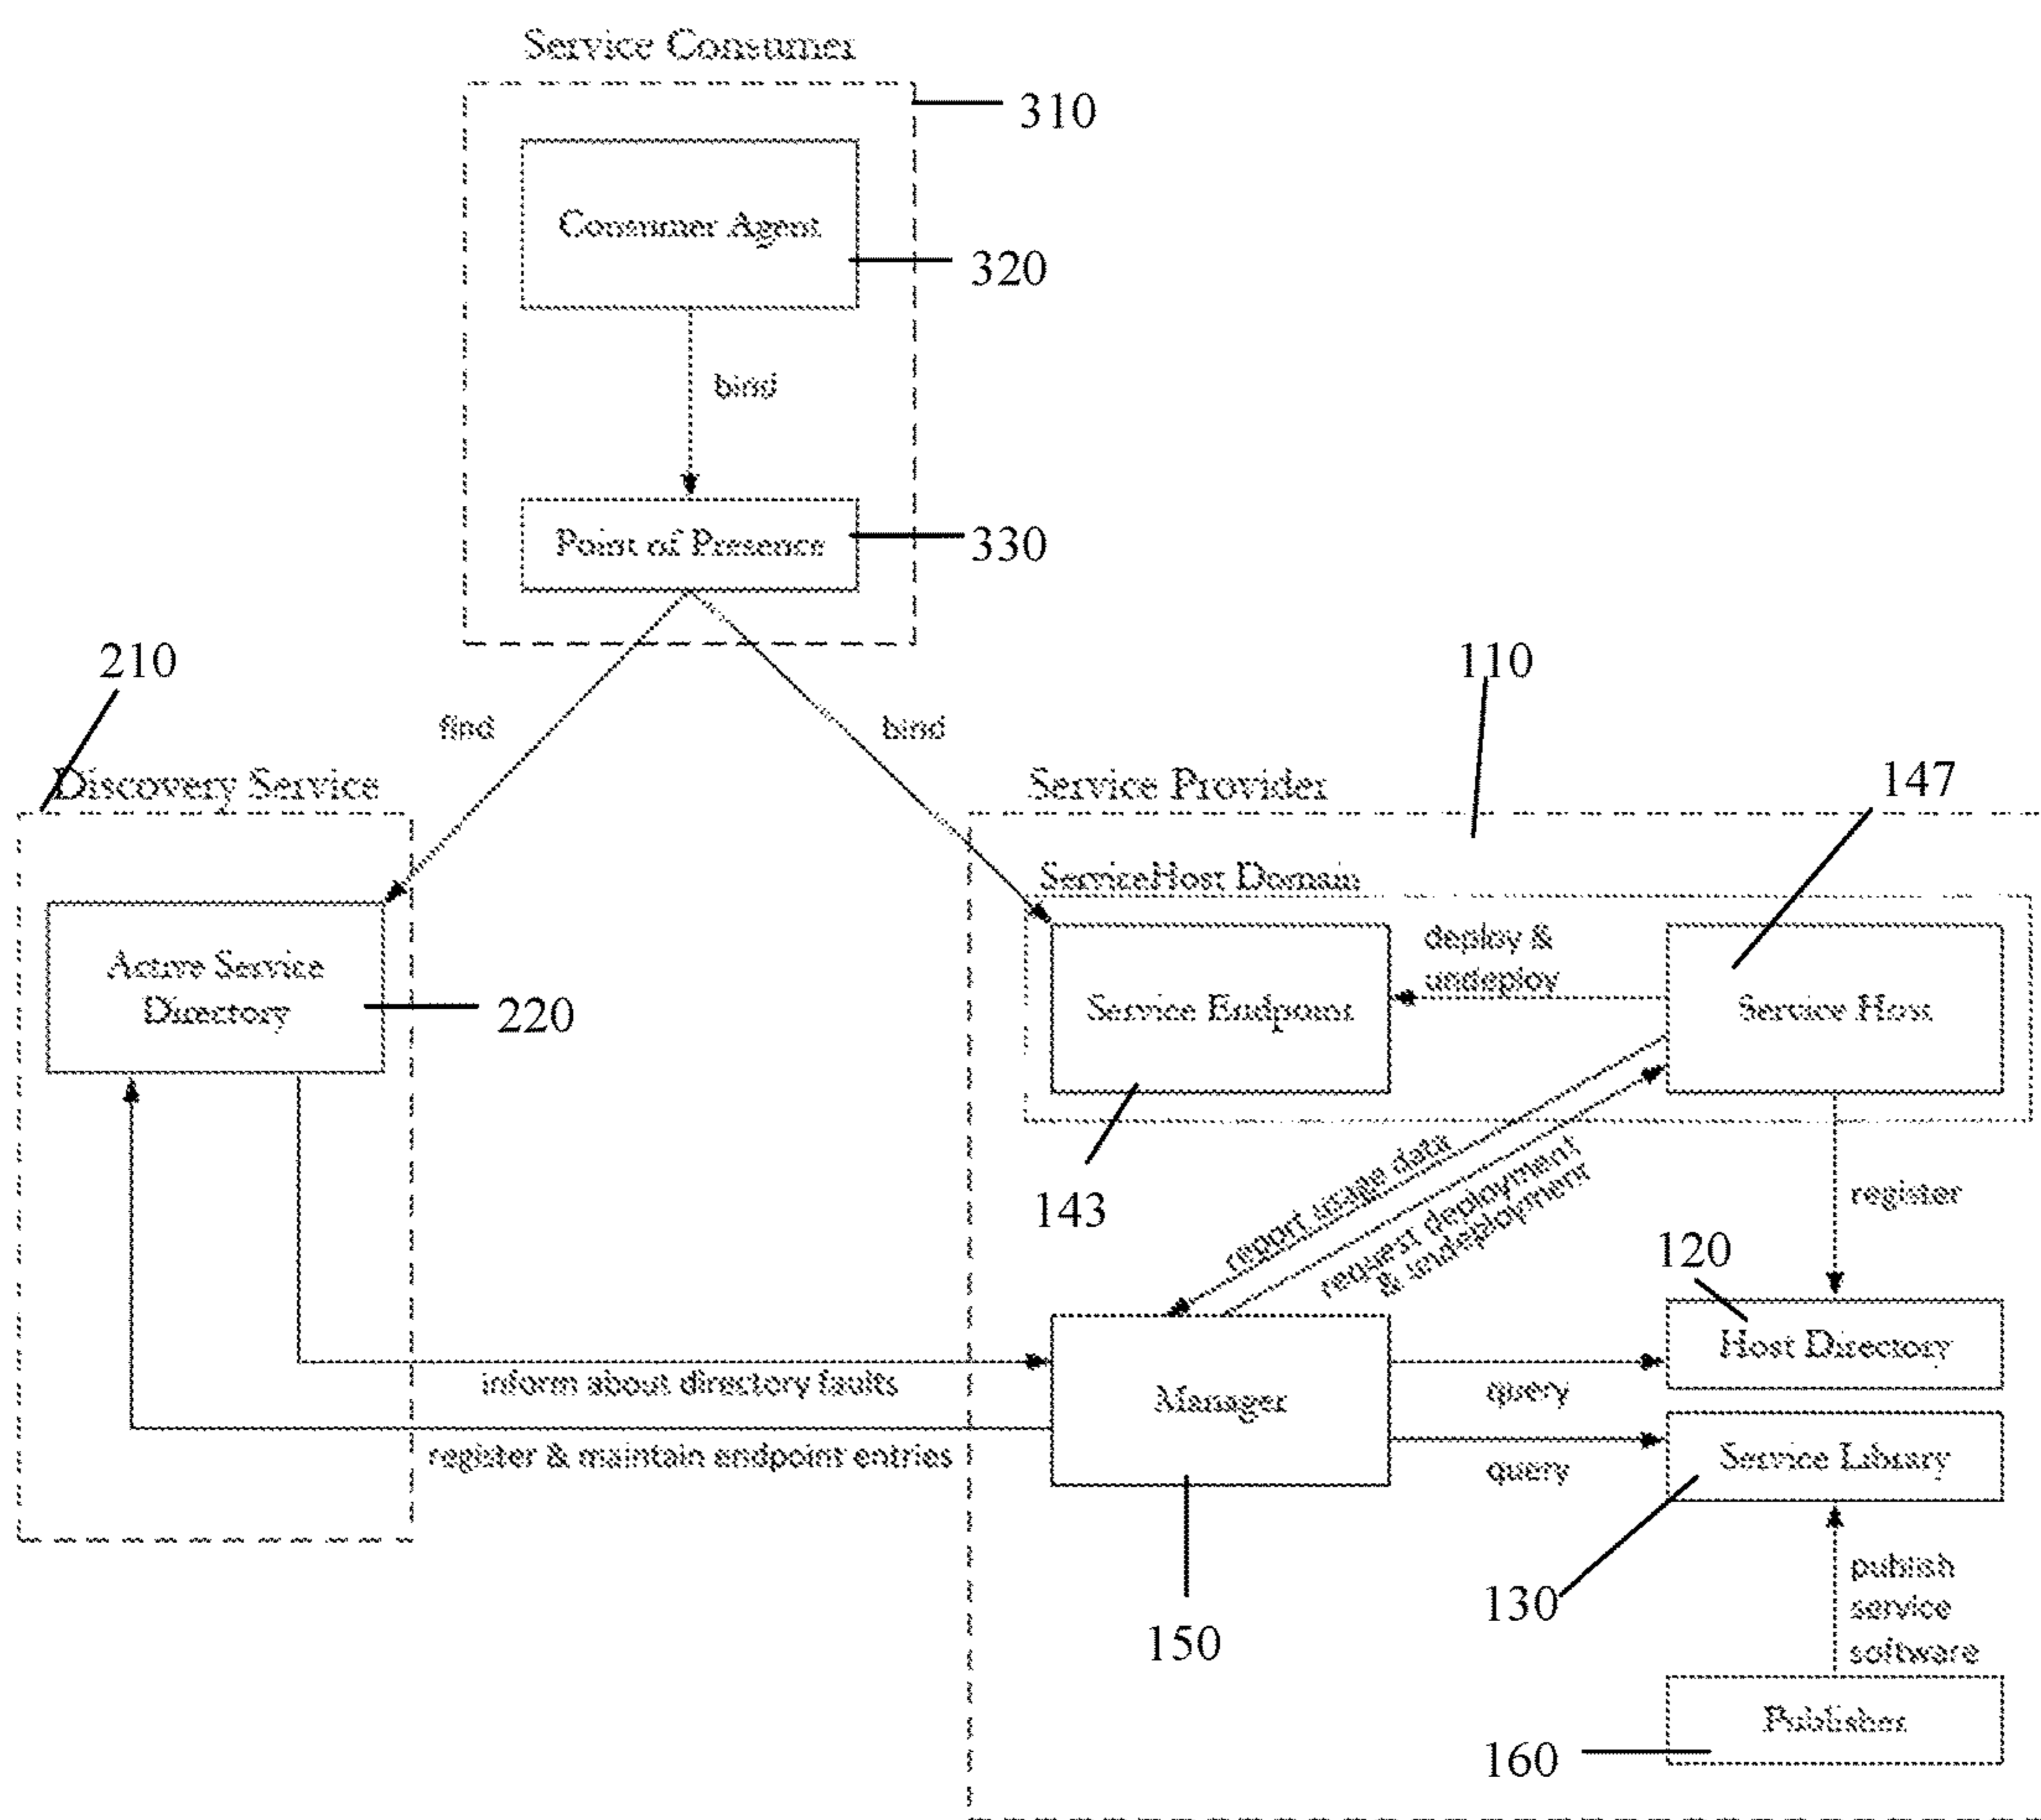 Service Consumer
310
Consumer Agent
320
bind
Point of Presence
330
210
110
find
bind
Discovery Service
Service Provider
147
ServiceHost Domain
Active Service
Directory
220
Service Endpoint
deploy &
undeploy
Service Host
143
report usage data
request deployment
& undeployment
register
120
Host Directory
inform about directory faults
Manager
query
register & maintain endpoint entries
query
Service Library
150
130
publish
service
software
Publisher
160